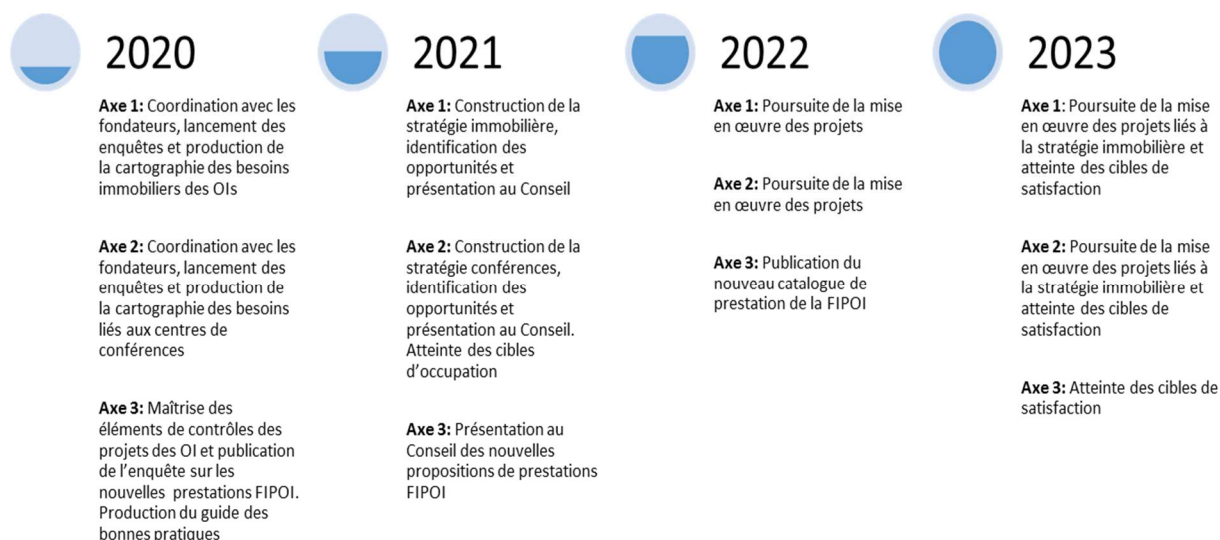 2020
Axe 1: Coordination avec les
fondateurs, lancement des
enquêtes et production de
la cartographie des besoins
immobiliers des OIs
Axe 2: Coordination avec les
fondateurs, lancement des
enquêtes et production de
la cartographie des besoins
liés aux centres de
conférences
Axe 3: Maîtrise des
éléments de contrôles des
projets des OI et publication
de l'enquête sur les
nouvelles prestations FIPOI.
Production du guide des
bonnes pratiques
2021
Axe 1: Construction de la
stratégie immobilière,
identification des
opportunités et
présentation au Conseil
Axe 2: Construction de la
stratégie conférences,
identification des
opportunités et
présentation au Conseil.
Atteinte des cibles
d'occupation
Axe 3: Présentation au
Conseil des nouvelles
propositions de prestations
FIPOI
2022
Axe 1: Poursuite de la mise
en œuvre des projets
Axe 2: Poursuite de la mise
en œuvre des projets
Axe 3: Publication du
nouveau catalogue de
prestation de la FIPOI
2023
Axe 1: Poursuite de la mise
en œuvre des projets liés à
la stratégie immobilière et
atteinte des cibles de
satisfaction
Axe 2: Poursuite de la mise
en œuvre des projets liés à
la stratégie immobilière et
atteinte des cibles de
satisfaction
Axe 3: Atteinte des cibles de
satisfaction